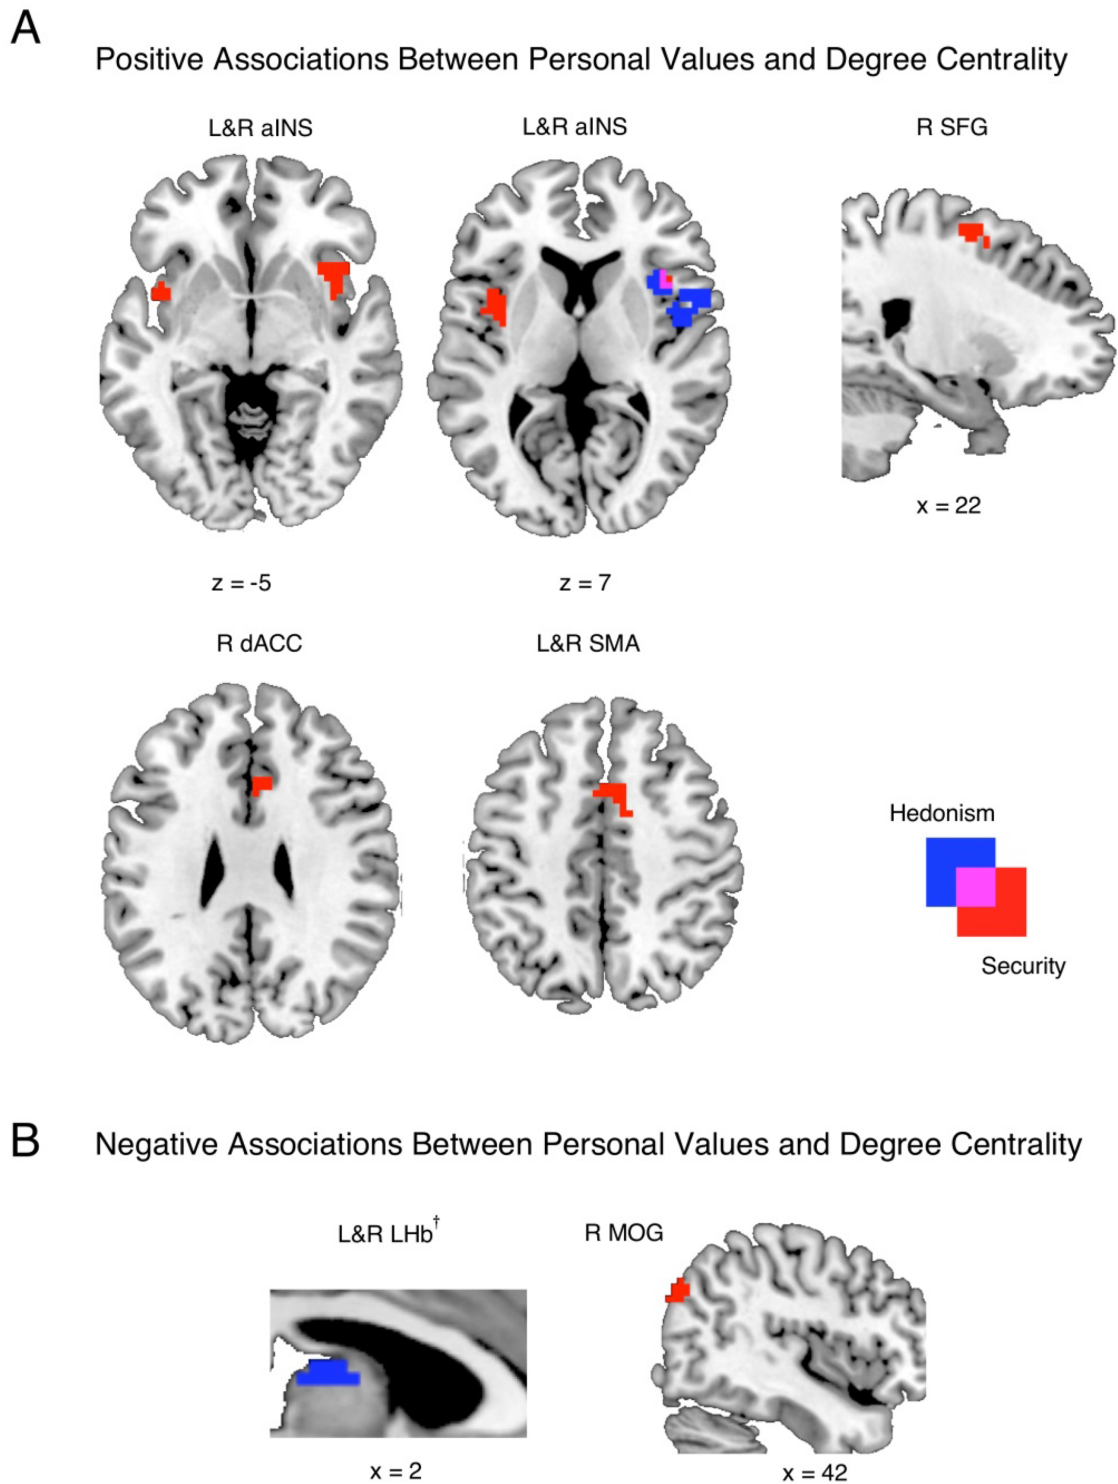 A
Positive Associations Between Personal Values and Degree Centrality
L&R aINS
L&R aINS
R SFG
x = 22
z = -5
z = 7
R dACC
L&R SMA
Hedonism
Security
B
Negative Associations Between Personal Values and Degree Centrality
L&R LHb†
R MOG
x = 2
x = 42